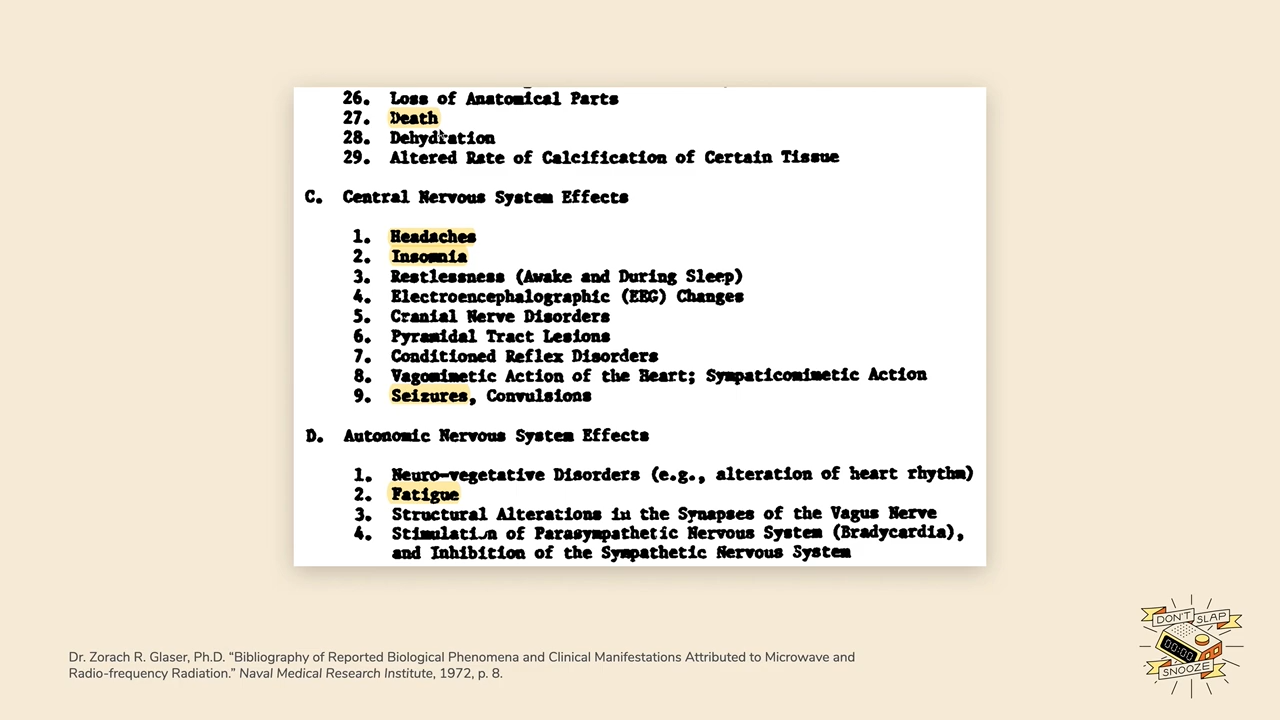 26. Loss of Anatomical Parts
27. Death
28. Dehydration
29. Altered Rate of Calcification of Certain Tissue
C. Central Nervous System Effects
1. Headaches
2. Insomnia
3. Restlessness (Awake and During Sleep)
4. Electroencephalographic (EEG) Changes
5. Cranial Nerve Disorders
6. Pyramidal Tract Lesions
7. Conditioned Reflex Disorders
8. Vagomimetic Action of the Heart; Sympaticomimetic Action
9. Seizures, Convulsions
D. Autonomic Nervous System Effects
1. Neuro-vegetative Disorders (e.g., alteration of heart rhythm)
2. Fatigue
3. Structural Alterations in the Synapses of the Vagus Nerve
4. Stimulation of Parasympathetic Nervous System (Bradycardia),
and Inhibition of the Sympathetic Nervous System
Dr. Zorach R. Glaser, Ph.D. “Bibliography of Reported Biological Phenomena and Clinical Manifestations Attributed to Microwave and
Radio-frequency Radiation.” Naval Medical Research Institute, 1972, p. 8.
DON'T SLAP
00:00
SNOOZE